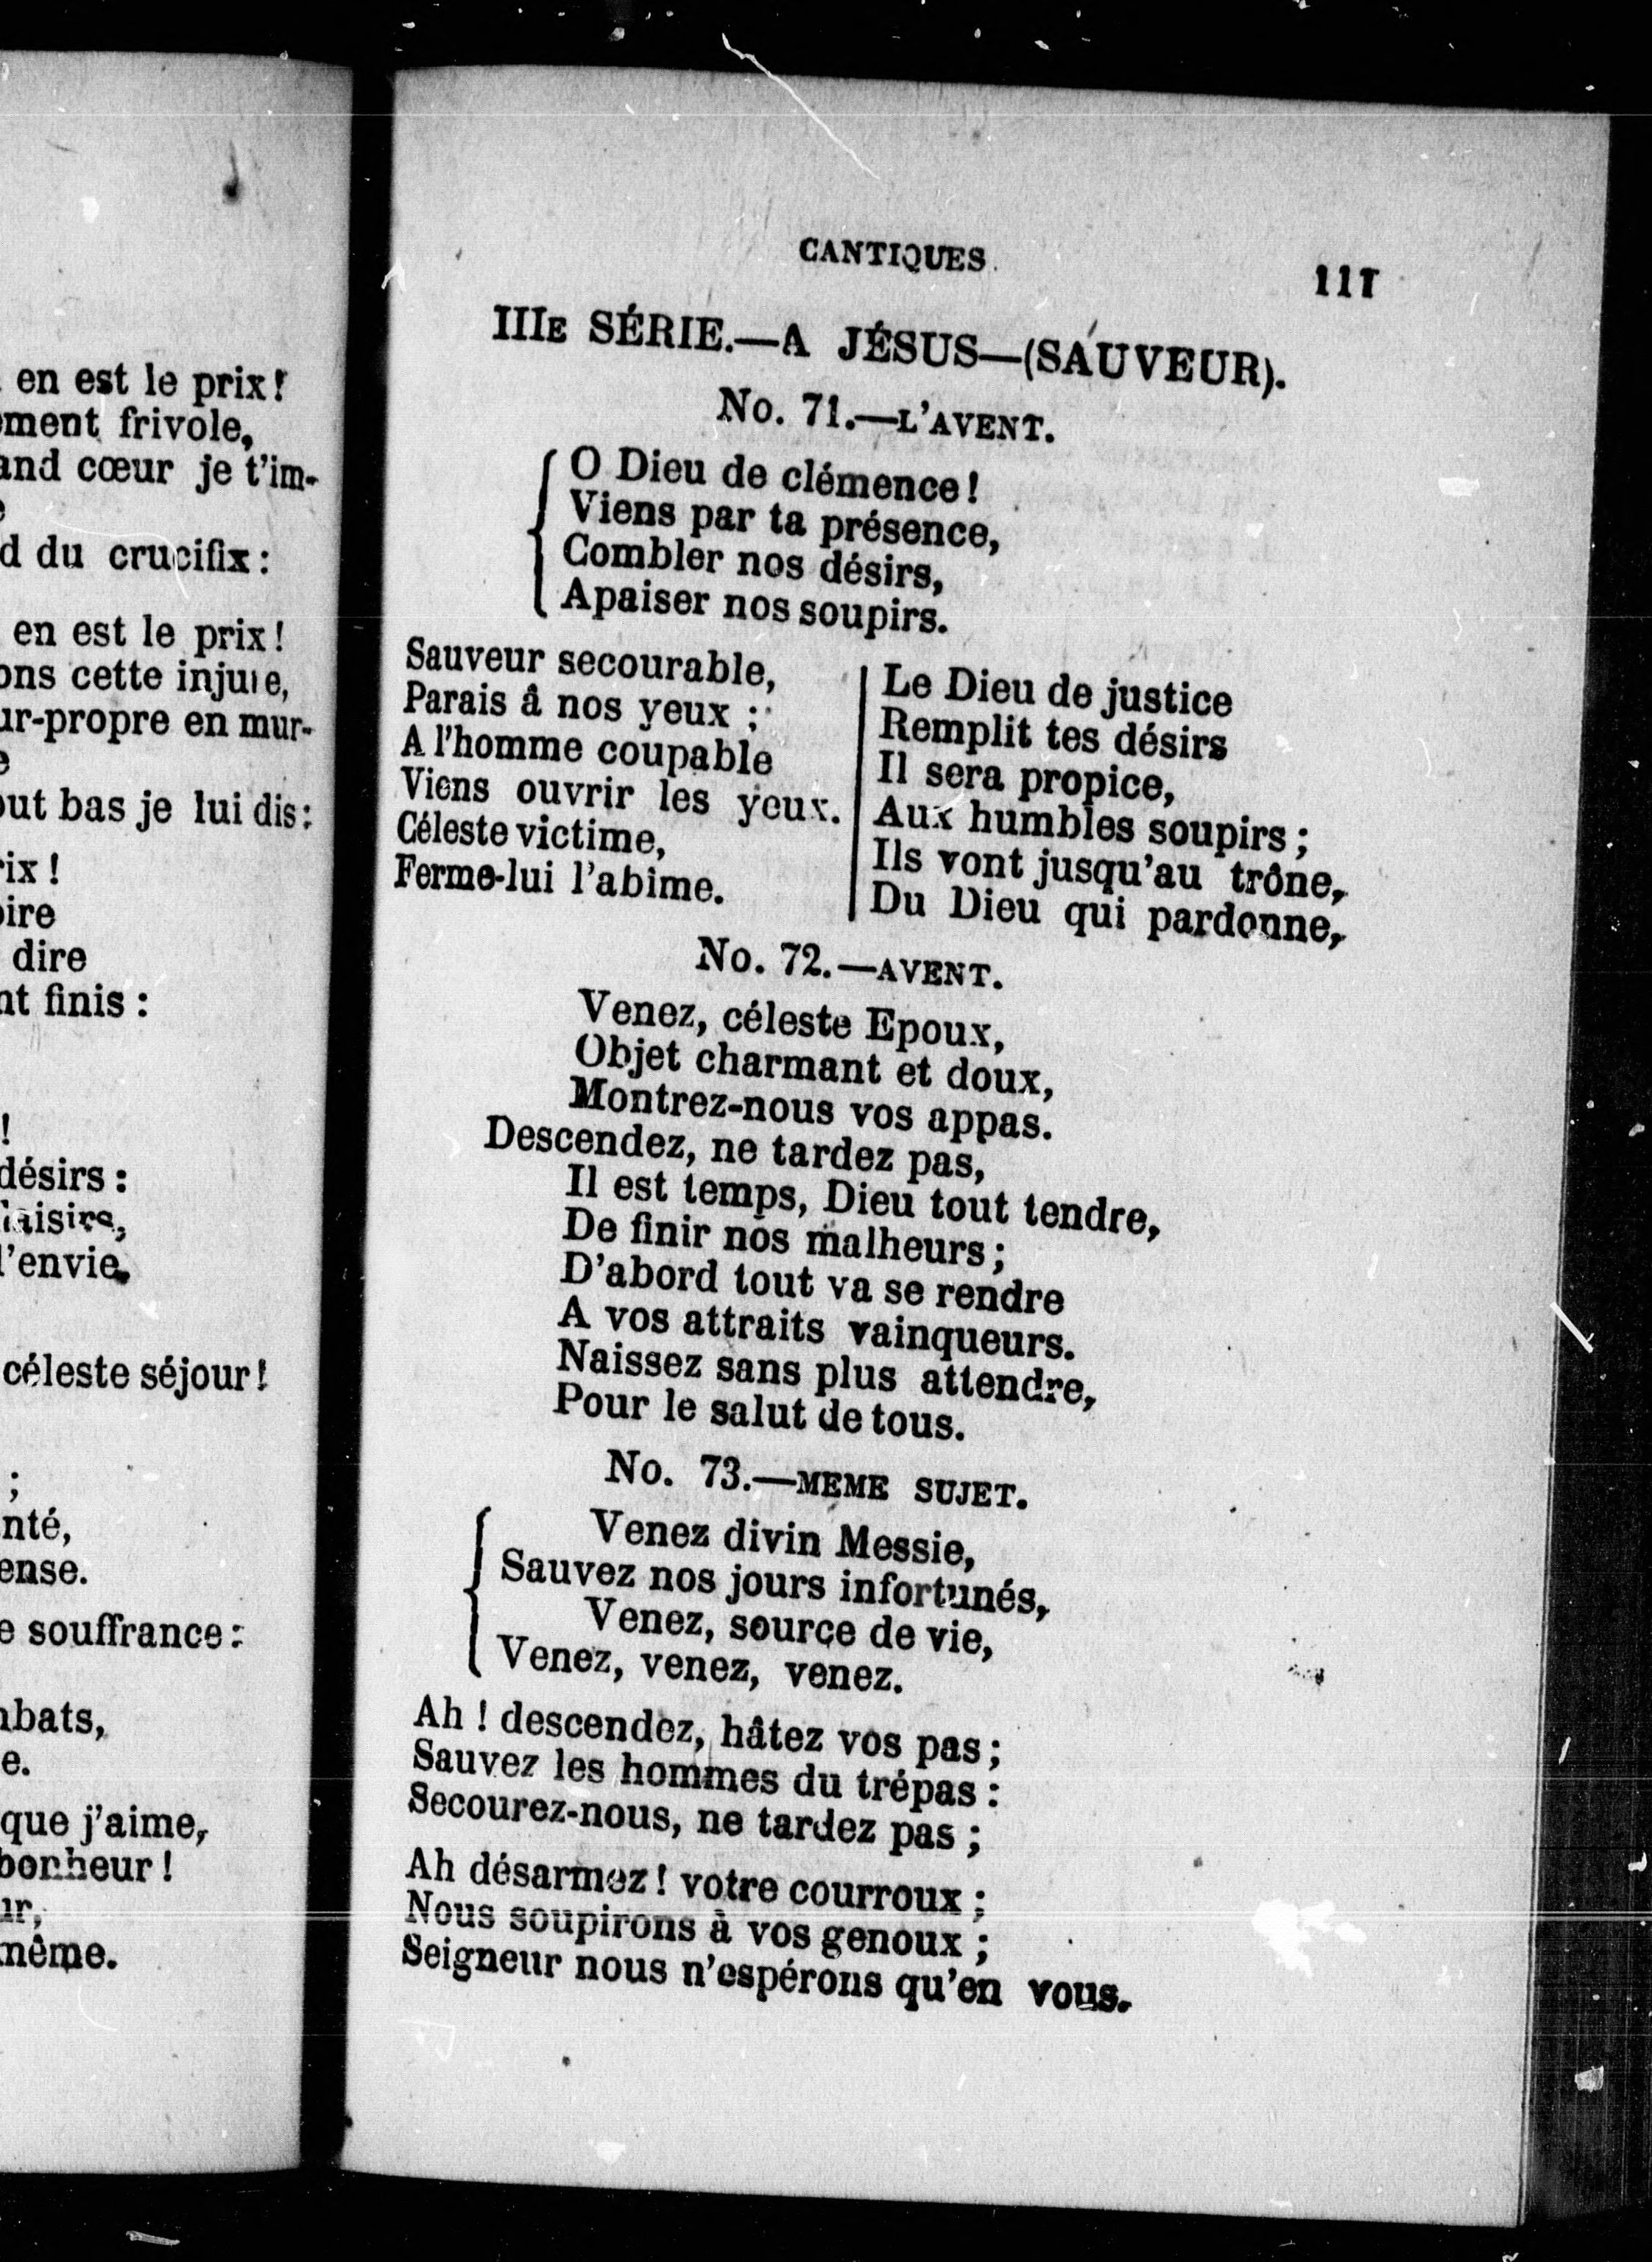 en est le prix!
ment frivole,
and cœur je t'im-
d du crucifix:
en est le prix!
ons cette injure,
ur-propre en mur-
out bas je lui dis:
ix!
oire
dire
nt finis:
!
désirs:
laisirs,
l'envie.
céleste séjour!
;
nté,
ense.
e souffrance:
bats,
e.
que j'aime,
bonheur!
ur,
même.
CANTIQUES
111
IIIE SÉRIE.—A JÉSUS—(SAUVEUR).
No. 71.—L'AVENT.
O Dieu de clémence!
Viens par ta présence,
Combler nos désirs,
Apaiser nos soupirs.
Sauveur secourable,
Parais â nos yeux;
A l'homme coupable
Viens ouvrir les yeux.
Céleste victime,
Ferme-lui l'abîme.
Le Dieu de justice
Remplit tes désirs
Il sera propice,
Aux humbles soupirs;
Ils vont jusqu'au trône,
Du Dieu qui pardonne,
No. 72.—AVENT.
Venez, céleste Epoux,
Objet charmant et doux,
Montrez-nous vos appas.
Descendez, ne tardez pas,
Il est temps, Dieu tout tendre,
De finir nos malheurs;
D'abord tout va se rendre
A vos attraits vainqueurs.
Naissez sans plus attendre,
Pour le salut de tous.
No. 73.—MEME SUJET.
Venez divin Messie,
Sauvez nos jours infortunés,
Venez, source de vie,
Venez, venez, venez.
Ah! descendez, hâtez vos pas;
Sauvez les hommes du trépas:
Secourez-nous, ne tardez pas;
Ah désarmez! votre courroux;
Nous soupirons à vos genoux;
Seigneur nous n'espérons qu'en vous.